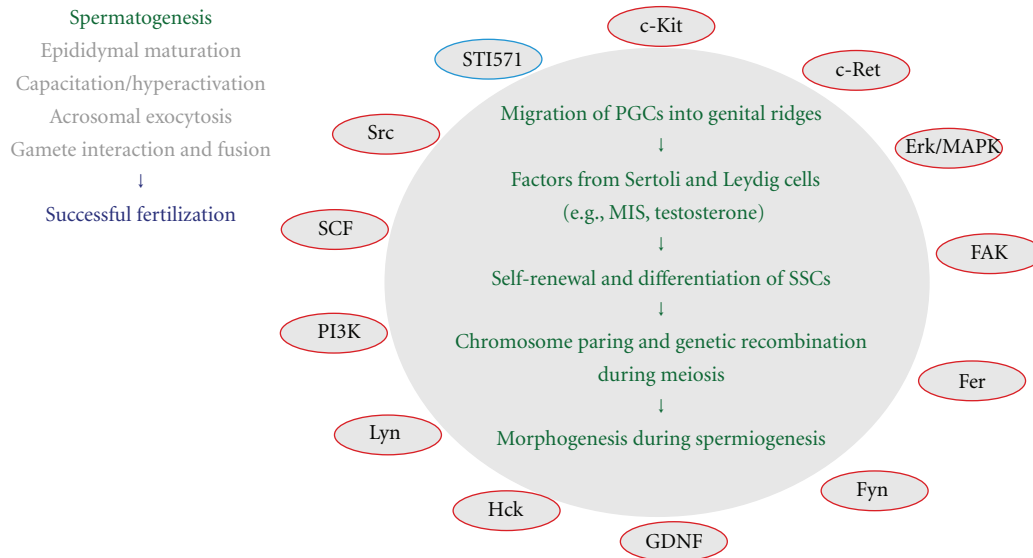 Spermatogenesis
Epididymal maturation
Capacitation/hyperactivation
Acrosomal exocytosis
Gamete interaction and fusion
↓
Successful fertilization
c-Kit
STI571
c-Ret
Src
Erk/MAPK
SCF
FAK
PI3K
Fer
Lyn
Fyn
Hck
GDNF
Migration of PGCs into genital ridges
↓
Factors from Sertoli and Leydig cells
(e.g., MIS, testosterone)
↓
Self-renewal and differentiation of SSCs
↓
Chromosome paring and genetic recombination
during meiosis
↓
Morphogenesis during spermiogenesis